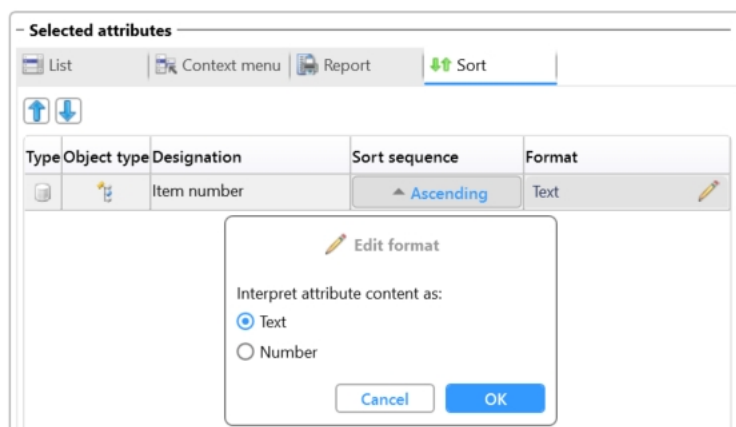 Selected attributes
List Context menu Report Sort
Type Object type Designation Sort sequence Format
Item number Ascending Text
Edit format
Interpret attribute content as:
Text
Number
Cancel OK